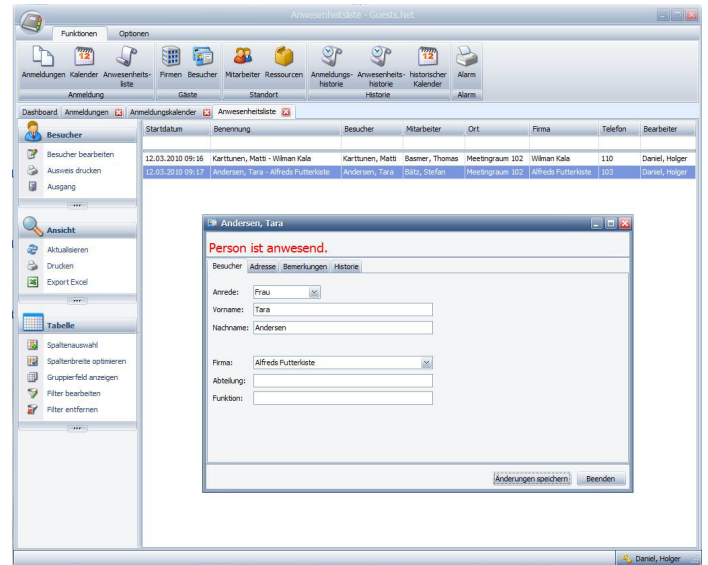 Anwesenheitsliste - Guests.Net
Funktionen Optionen
Anmeldungen Kalender Anwesenheits-liste Firmen Besucher Mitarbeiter Ressourcen Anmeldungs-historie Anwesenheits-historie historischer Kalender Alarm
Anmeldung Gäste Standort Historie Alarm
Dashboard Anmeldungen Anmeldungskalender Anwesenheitsliste
Besucher
Besucher bearbeiten
Ausweis drucken
Ausgang
Ansicht
Aktualisieren
Drucken
Export Excel
Tabelle
Spaltenauswahl
Spaltenbreite optimieren
Gruppierfeld anzeigen
Filter bearbeiten
Filter entfernen
Startdatum Benennung Besucher Mitarbeiter Ort Firma Telefon Bearbeiter
12.03.2010 09:16 Karttunen, Matti - Wilman Kala Karttunen, Matti Basmer, Thomas Meetingraum 102 Wilman Kala 110 Daniel, Holger
12.03.2010 09:17 Andersen, Tara - Alfreds Futterkiste Andersen, Tara Bätz, Stefan Meetingraum 102 Alfreds Futterkiste 103 Daniel, Holger
Andersen, Tara
Person ist anwesend.
Besucher Adresse Bemerkungen Historie
Anrede: Frau
Vorname: Tara
Nachname: Andersen
Firma: Alfreds Futterkiste
Abteilung:
Funktion:
Änderungen speichern Beenden
Daniel, Holger